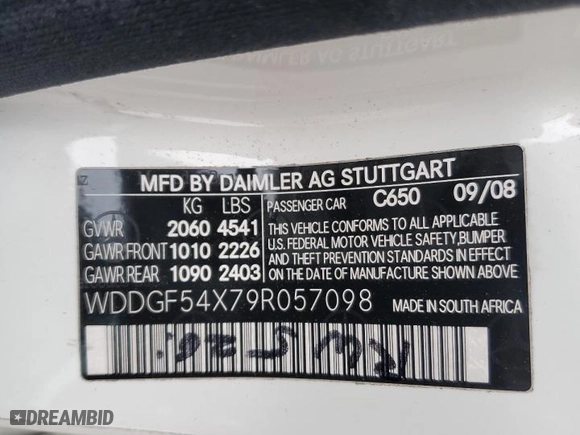 MFD BY DAIMLER AG STUTTGART
KG LBS
PASSENGER CAR C650 09/08
GVWR 2060 4541
GAWR FRONT 1010 2226
GAWR REAR 1090 2403
THIS VEHICLE CONFORMS TO ALL APPLICABLE
U.S. FEDERAL MOTOR VEHICLE SAFETY, BUMPER
AND THEFT PREVENTION STANDARDS IN EFFECT
ON THE DATE OF MANUFACTURE SHOWN ABOVE.
WDDGF54X79R057098 MADE IN SOUTH AFRICA
DREAMBID